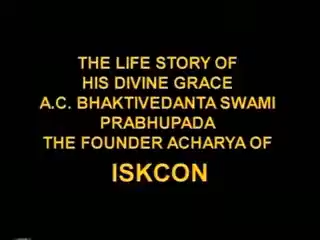 THE LIFE STORY OF
HIS DIVINE GRACE
A.C. BHAKTIVEDANTA SWAMI
PRABHUPADA
THE FOUNDER ACHARYA OF
ISKCON